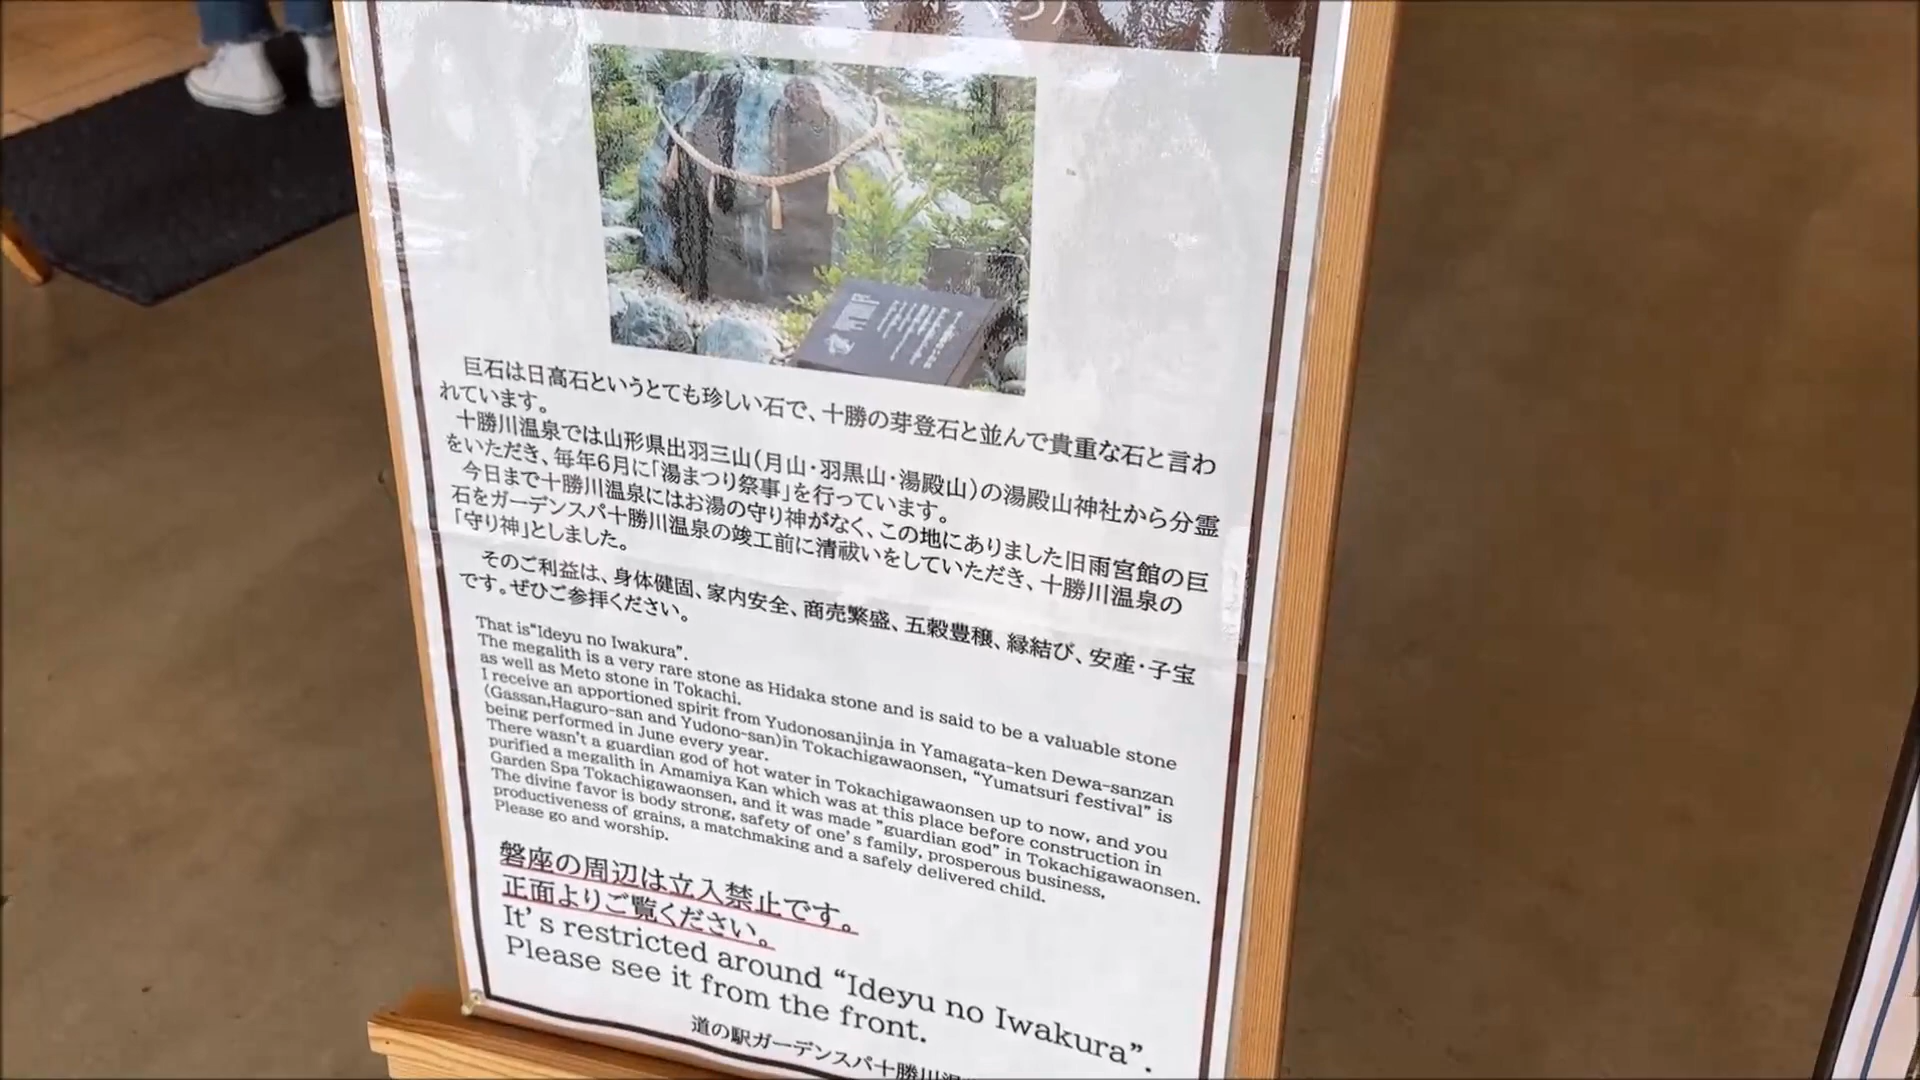 巨石は日高石というとても珍しい石で、十勝の芽登石と並んで貴重な石と言わ
れています。
十勝川温泉では山形県出羽三山(月山・羽黒山・湯殿山)の湯殿山神社から分霊
をいただき、毎年6月に「湯まつり祭事」を行っています。
今日まで十勝川温泉にはお湯の守り神がなく、この地にありました旧雨宮館の巨
石をガーデンスパ十勝川温泉の竣工前に清祓いをしていただき、十勝川温泉の
「守り神」としました。
そのご利益は、身体健固、家内安全、商売繁盛、五穀豊穣、縁結び、安産・子宝
です。ぜひご参拝ください。
That is“Ideyu no Iwakura”.
The megalith is a very rare stone as Hidaka stone and is said to be a valuable stone
as well as Meto stone in Tokachi.
I receive an apportioned spirit from Yudonosanjinja in Yamagata-ken Dewa-sanzan
(Gassan,Haguro-san and Yudono-san)in Tokachigawaonsen, “Yumatsuri festival” is
being performed in June every year.
There wasn't a guardian god of hot water in Tokachigawaonsen up to now, and you
purified a megalith in Amamiya Kan which was at this place before construction in
Garden Spa Tokachigawaonsen, and it was made ”guardian god” in Tokachigawaonsen.
The divine favor is body strong, safety of one’s family, prosperous business,
productiveness of grains, a matchmaking and a safely delivered child.
Please go and worship.
磐座の周辺は立入禁止です。
正面よりご覧ください。
It’s restricted around “Ideyu no Iwakura”.
Please see it from the front.
道の駅ガーデンスパ十勝川温